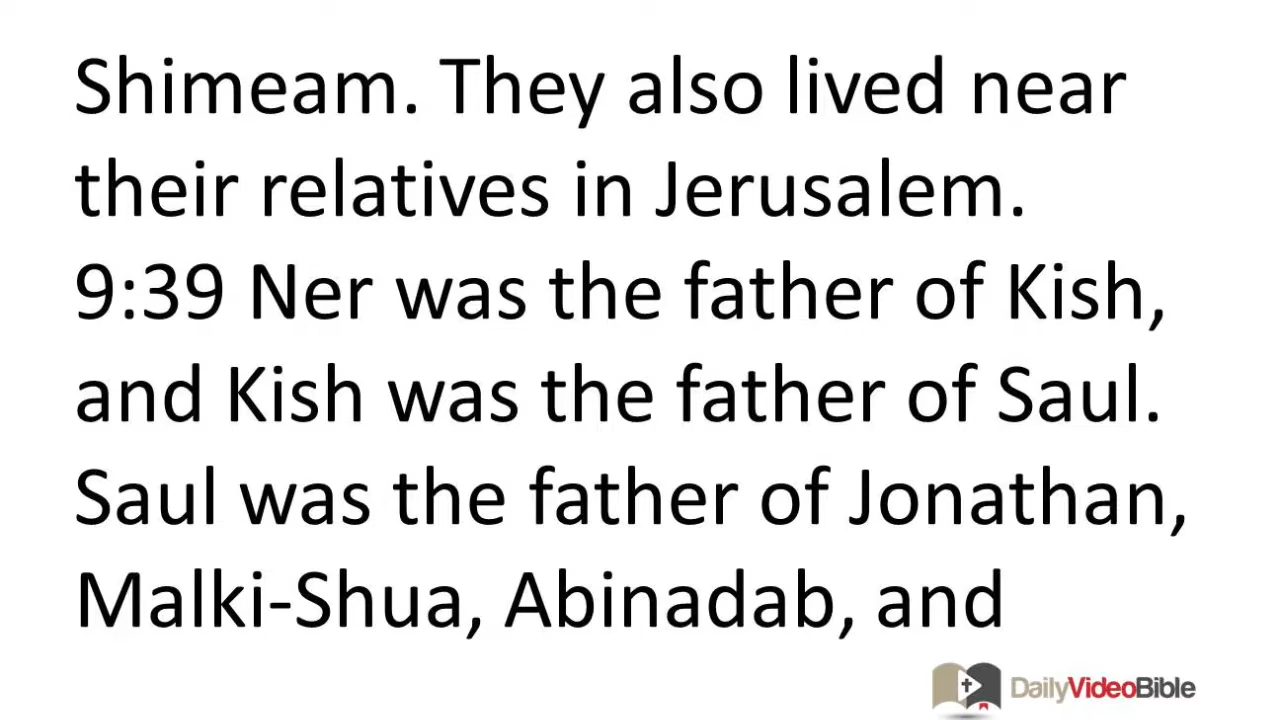 Shimeam. They also lived near
their relatives in Jerusalem.
9:39 Ner was the father of Kish,
and Kish was the father of Saul.
Saul was the father of Jonathan,
Malki-Shua, Abinadab, and
DailyVideoBible